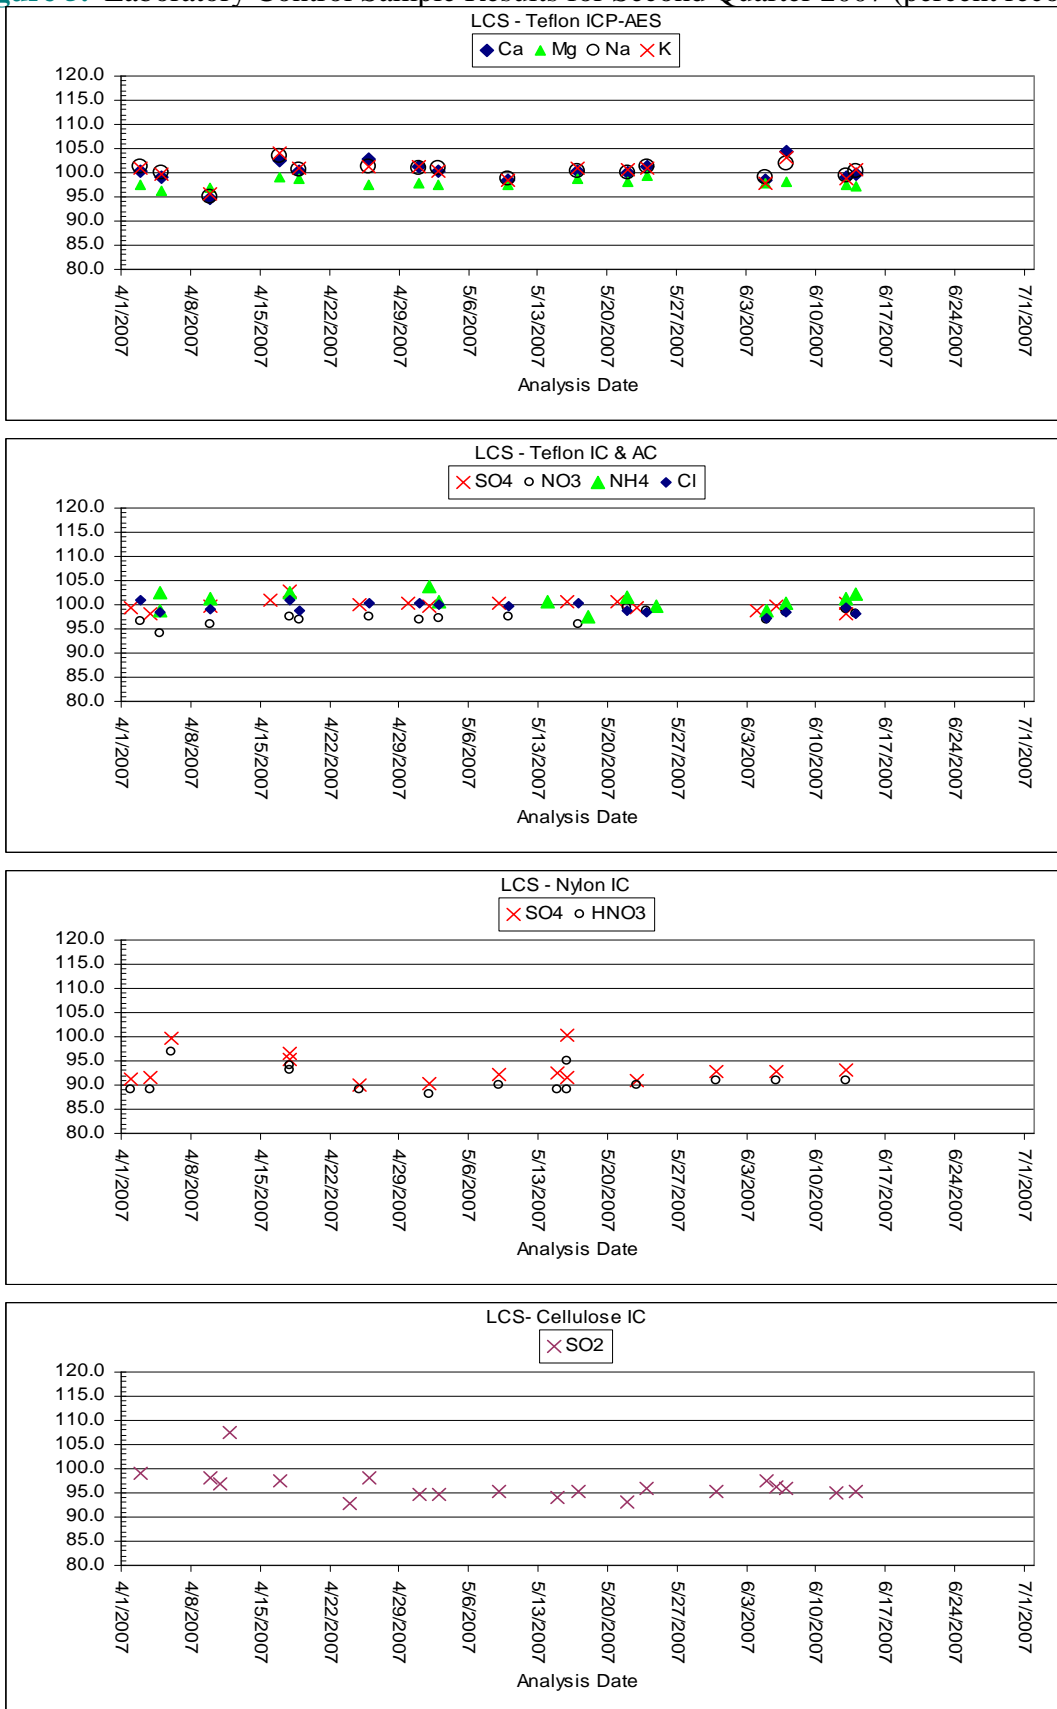 Laboratory Control Sample Results for Second Quarter 2007 (percent
LCS - Teflon ICP-AES
Ca Mg Na K
120.0
115.0
110.0
105.0
100.0
95.0
90.0
85.0
80.0
4/1/2007 4/8/2007 4/15/2007 4/22/2007 4/29/2007 5/6/2007 5/13/2007 5/20/2007 5/27/2007 6/3/2007 6/10/2007 6/17/2007 6/24/2007 7/1/2007
Analysis Date
LCS - Teflon IC & AC
SO4 NO3 NH4 Cl
120.0
115.0
110.0
105.0
100.0
95.0
90.0
85.0
80.0
4/1/2007 4/8/2007 4/15/2007 4/22/2007 4/29/2007 5/6/2007 5/13/2007 5/20/2007 5/27/2007 6/3/2007 6/10/2007 6/17/2007 6/24/2007 7/1/2007
Analysis Date
LCS - Nylon IC
SO4 HNO3
120.0
115.0
110.0
105.0
100.0
95.0
90.0
85.0
80.0
4/1/2007 4/8/2007 4/15/2007 4/22/2007 4/29/2007 5/6/2007 5/13/2007 5/20/2007 5/27/2007 6/3/2007 6/10/2007 6/17/2007 6/24/2007 7/1/2007
Analysis Date
LCS- Cellulose IC
SO2
120.0
115.0
110.0
105.0
100.0
95.0
90.0
85.0
80.0
4/1/2007 4/8/2007 4/15/2007 4/22/2007 4/29/2007 5/6/2007 5/13/2007 5/20/2007 5/27/2007 6/3/2007 6/10/2007 6/17/2007 6/24/2007 7/1/2007
Analysis Date